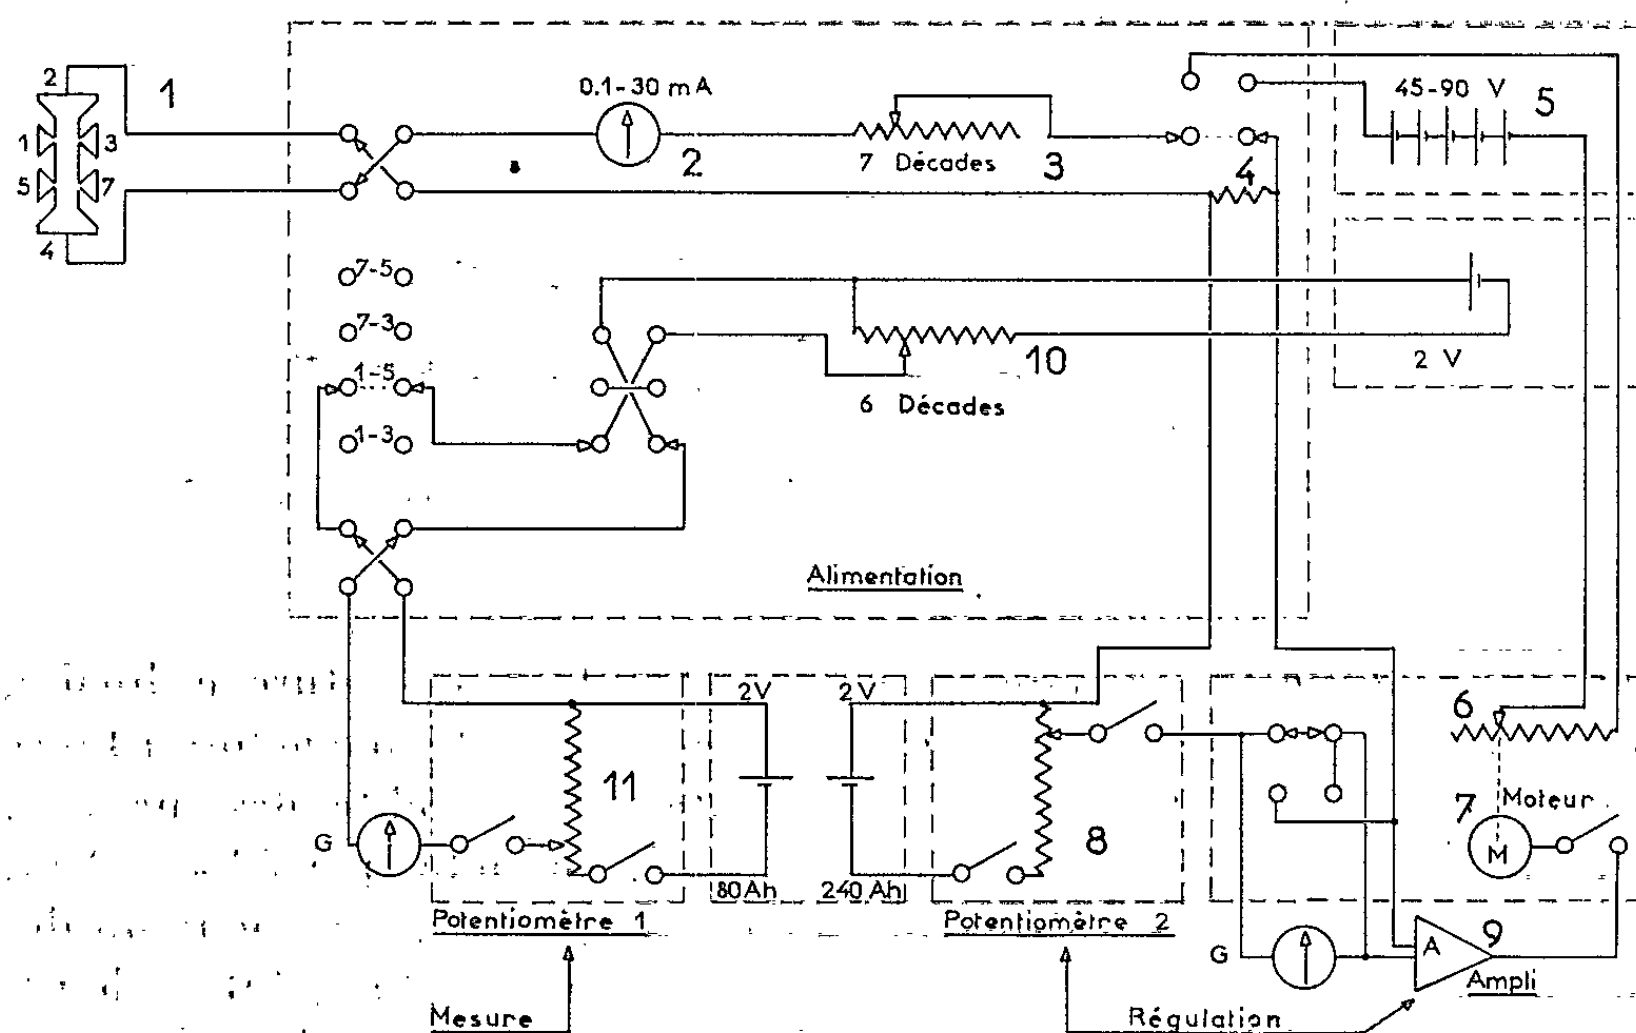 2
1
1
3
5
7
4
0.1-30 mA
2
7 Décades
3
4
45-90 V
5
7-5
7-3
1-5
1-3
10
6 Décades
2 V
Alimentation
2V
2V
11
80Ah
240 Ah
8
6
7
Moteur
M
G
Potentiomètre 1
Potentiomètre 2
G
A
9
Ampli
Mesure
Régulation